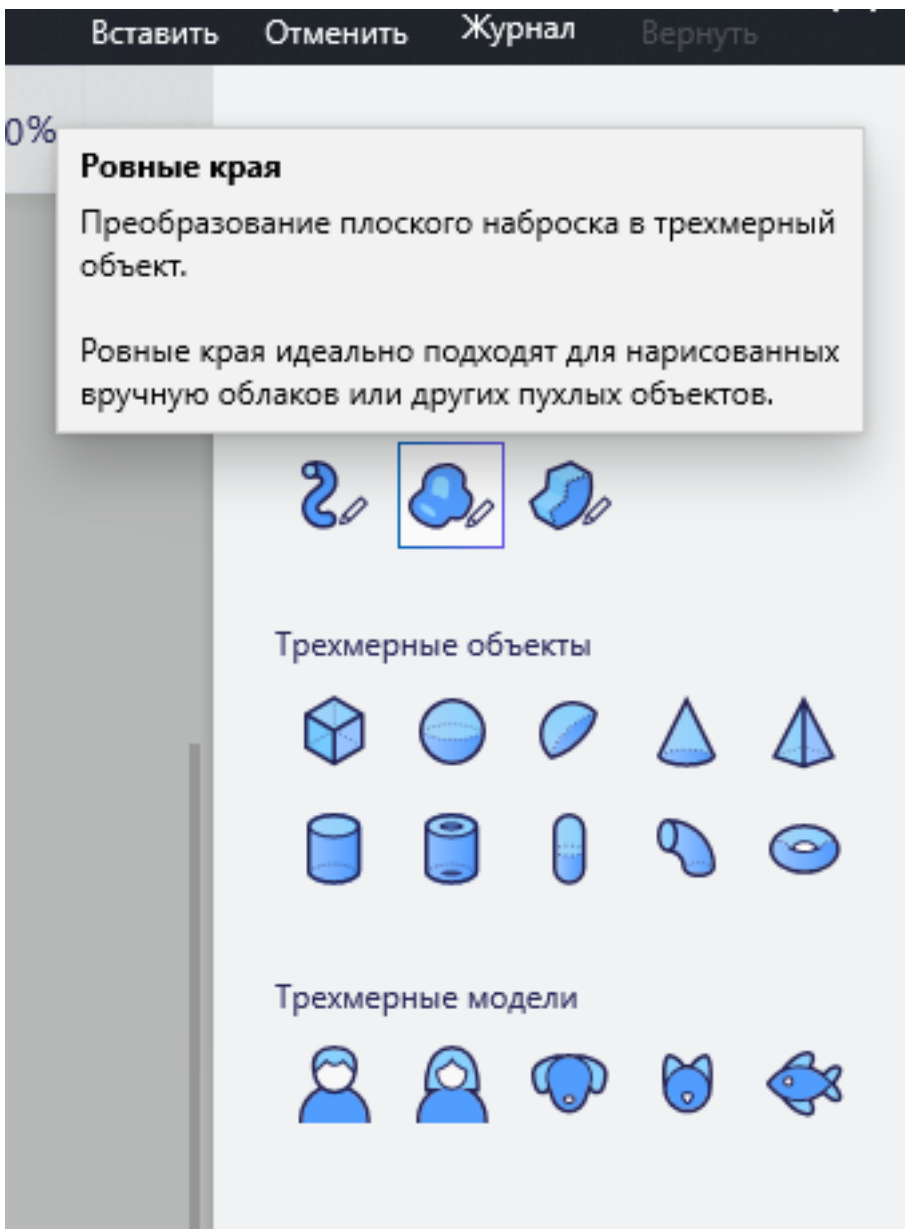 Вставить Отменить Журнал Вернуть
0%
Ровные края
Преобразование плоского наброска в трехмерный
объект.
Ровные края идеально подходят для нарисованных
вручную облаков или других пухлых объектов.
Трехмерные объекты
Трехмерные модели